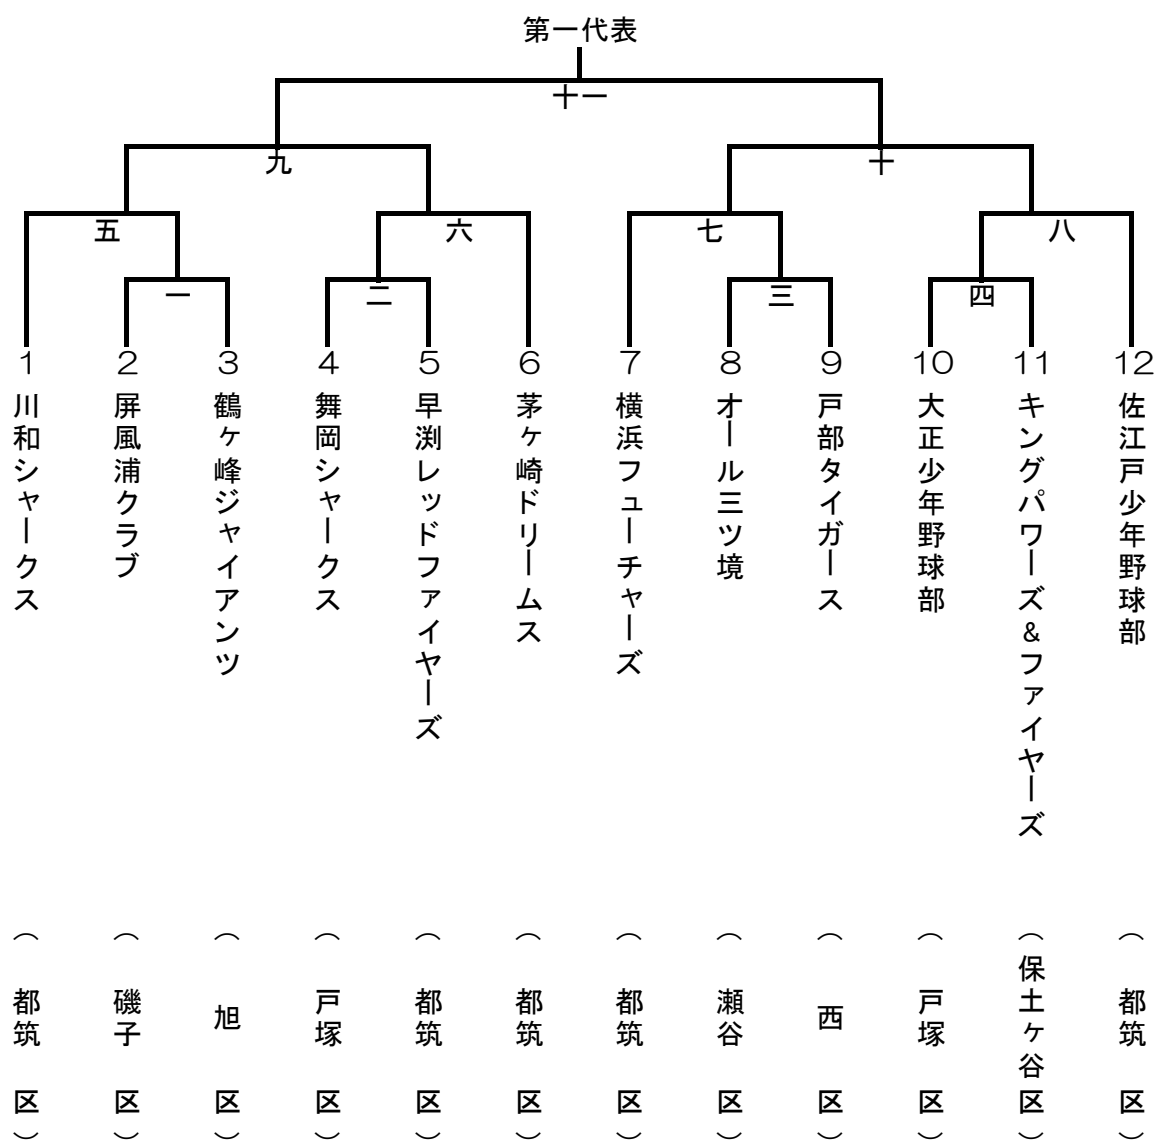 第一代表
十一
九
十
五
六
七
八
一
二
三
四
1
川和シャークス
（都筑区）
2
屏風浦クラブ
（磯子区）
3
鶴ヶ峰ジャイアンツ
（旭区）
4
舞岡シャークス
（戸塚区）
5
早渕レッドファイヤーズ
（都筑区）
6
茅ヶ崎ドリームス
（都筑区）
7
横浜フューチャーズ
（都筑区）
8
オール三ツ境
（瀬谷区）
9
戸部タイガース
（西区）
10
大正少年野球部
（戸塚区）
11
キングパワーズ&ファイヤーズ
（保土ヶ谷区）
12
佐江戸少年野球部
（都筑区）